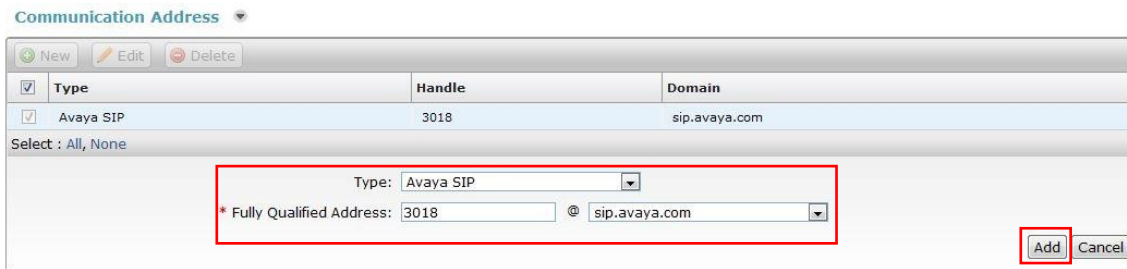 Communication Address
New Edit Delete
Type Handle Domain
Avaya SIP 3018 sip.avaya.com
Select : All, None
Type: Avaya SIP
* Fully Qualified Address: 3018 @ sip.avaya.com
Add Cancel